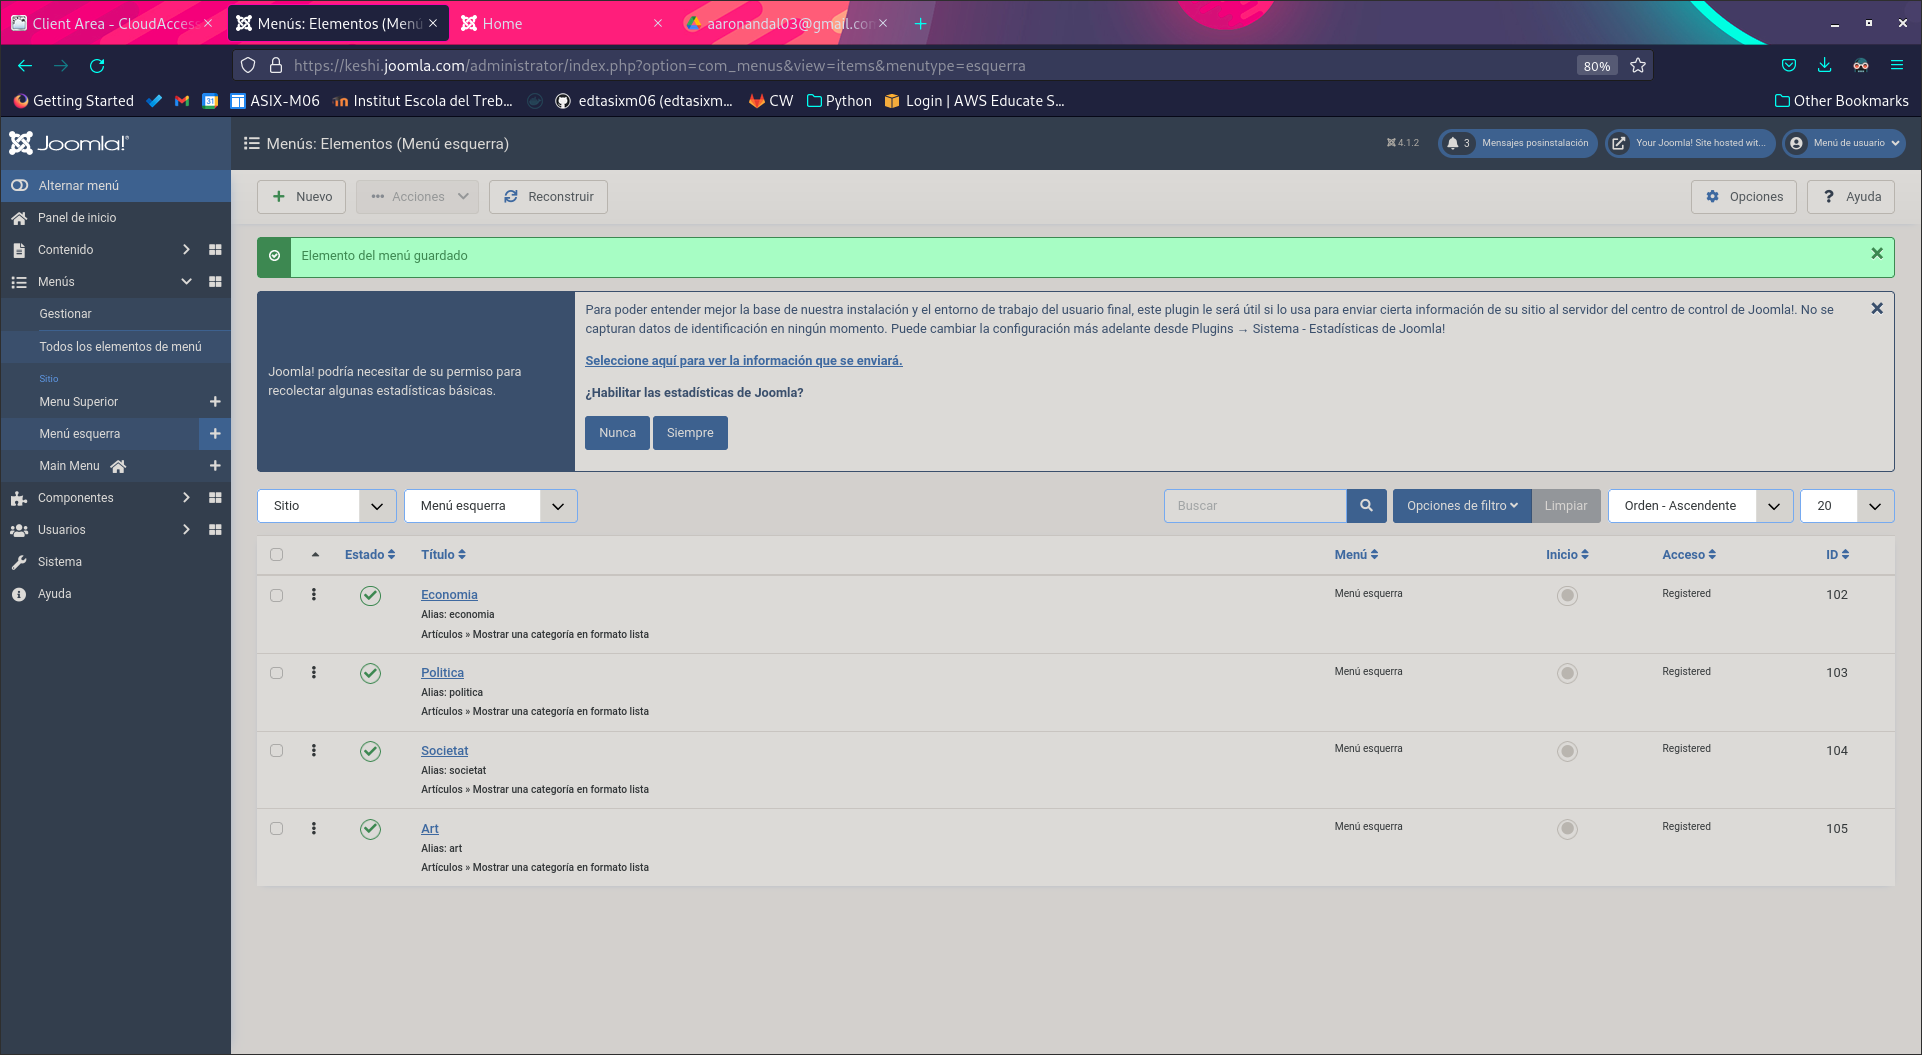 Client Area - CloudAcces
Menús: Elementos (Menú
Home
aaronandal03@gmail.co
https://keshi.joomla.com/administrator/index.php?option=com_menus&view=items&menutype=esquerra
80%
Getting Started
31
ASIX-M06
Institut Escola del Treb...
edtasixm06 (edtasixm...
CW
Python
Login | AWS Educate S...
Other Bookmarks
Joomla!®
Menús: Elementos (Menú esquerra)
4.1.2
3 Mensajes posinstalación
Your Joomla! Site hosted wit...
Menú de usuario
Alternar menú
Panel de inicio
Contenido
Menús
Gestionar
Todos los elementos de menú
Sitio
Menu Superior
Menú esquerra
Main Menu
Componentes
Usuarios
Sistema
Ayuda
Nuevo
Acciones
Reconstruir
Opciones
Ayuda
Elemento del menú guardado
Joomla! podría necesitar de su permiso para
recolectar algunas estadísticas básicas.
Para poder entender mejor la base de nuestra instalación y el entorno de trabajo del usuario final, este plugin le será útil si lo usa para enviar cierta información de su sitio al servidor del centro de control de Joomla!. No se
capturan datos de identificación en ningún momento. Puede cambiar la configuración más adelante desde Plugins → Sistema - Estadísticas de Joomla!
Seleccione aquí para ver la información que se enviará.
¿Habilitar las estadísticas de Joomla?
Nunca
Siempre
Sitio
Menú esquerra
Buscar
Opciones de filtro
Limpiar
Orden - Ascendente
20
Estado Título Menú Inicio Acceso ID
Economia Menú esquerra Registered 102
Alias: economia
Artículos » Mostrar una categoría en formato lista
Politica Menú esquerra Registered 103
Alias: politica
Artículos » Mostrar una categoría en formato lista
Societat Menú esquerra Registered 104
Alias: societat
Artículos » Mostrar una categoría en formato lista
Art Menú esquerra Registered 105
Alias: art
Artículos » Mostrar una categoría en formato lista